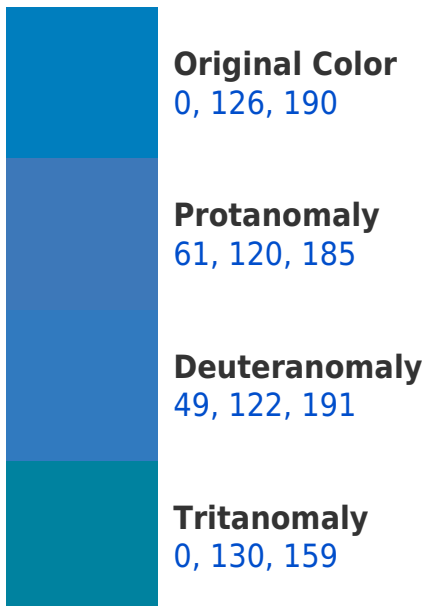 Original Color
0, 126, 190
Protanomaly
61, 120, 185
Deuteranomaly
49, 122, 191
Tritanomaly
0, 130, 159